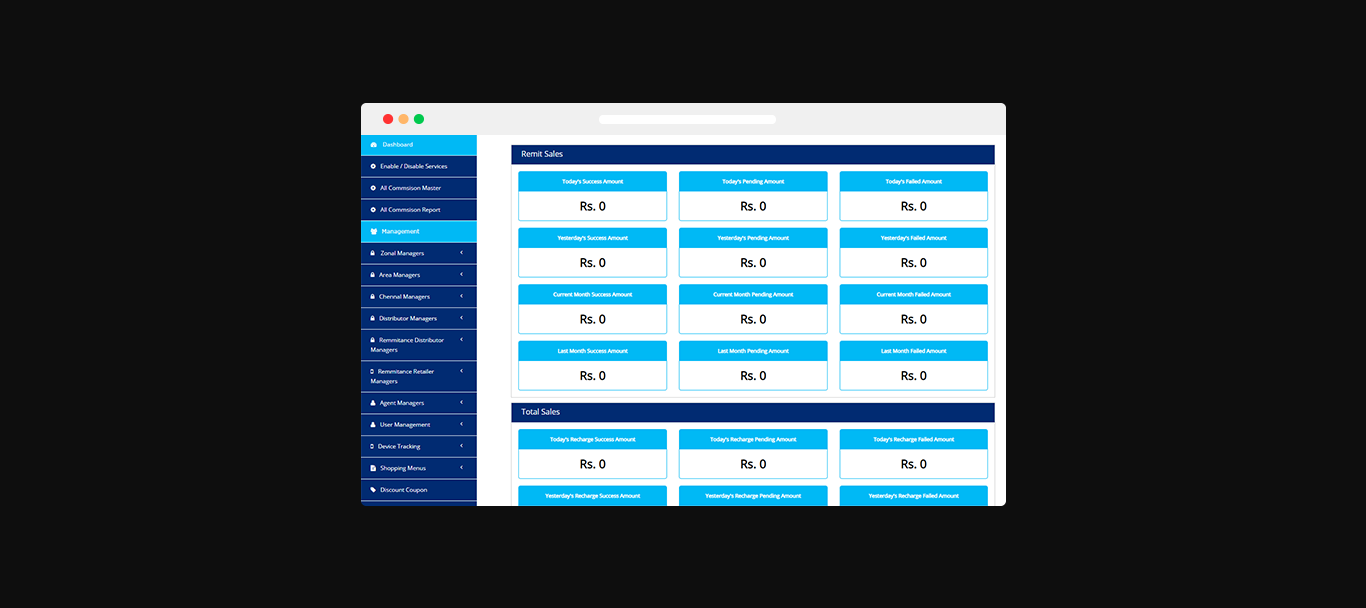 Dashboard
Enable / Disable Services
All Commsison Master
All Commsison Report
Management
Zonal Managers
Area Managers
Chennal Managers
Distributor Managers
Remmitance Distributor
Managers
Remmitance Retailer
Managers
Agent Managers
User Management
Device Tracking
Shopping Menus
Discount Coupon
Remit Sales
Today's Success Amount
Today's Pending Amount
Today's Failed Amount
Rs. 0
Rs. 0
Rs. 0
Yesterday's Success Amount
Yesterday's Pending Amount
Yesterday's Failed Amount
Rs. 0
Rs. 0
Rs. 0
Current Month Success Amount
Current Month Pending Amount
Current Month Failed Amount
Rs. 0
Rs. 0
Rs. 0
Last Month Success Amount
Last Month Pending Amount
Last Month Failed Amount
Rs. 0
Rs. 0
Rs. 0
Total Sales
Today's Recharge Success Amount
Today's Recharge Pending Amount
Today's Recharge Failed Amount
Rs. 0
Rs. 0
Rs. 0
Yesterday's Recharge Success Amount
Yesterday's Recharge Pending Amount
Yesterday's Recharge Failed Amount